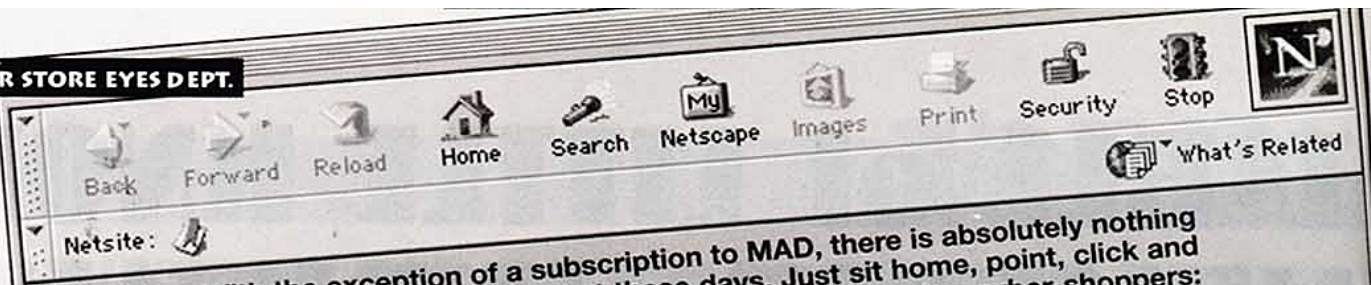 R STORE EYES DEPT.
Back Forward Reload Home Search My Netscape Images Print Security Stop N
What's Related
Netsite:
the exception of a subscription to MAD, there is absolutely nothing
these days. Just sit home, point, click and
shoppers: